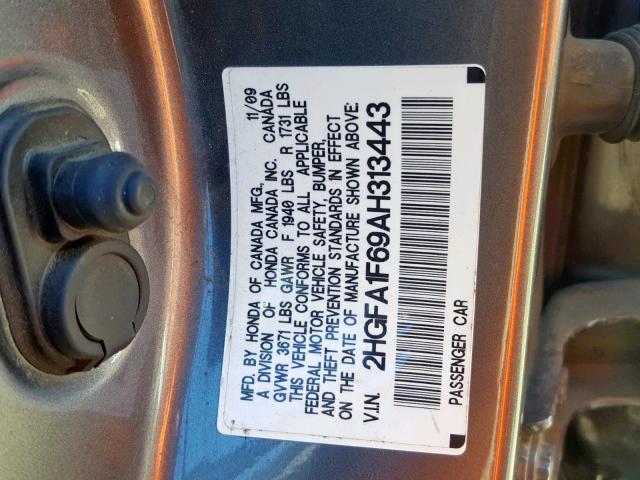 MFD. BY HONDA OF CANADA MFG., 11/09
A DIVISION OF HONDA CANADA INC. CANADA
GVWR 3671 LBS GAWR F 1940 LBS R 1731 LBS
THIS VEHICLE CONFORMS TO ALL APPLICABLE
FEDERAL MOTOR VEHICLE SAFETY, BUMPER,
AND THEFT PREVENTION STANDARDS IN EFFECT
ON THE DATE OF MANUFACTURE SHOWN ABOVE.
V.I.N. 2HGFA1F69AH313443
PASSENGER CAR